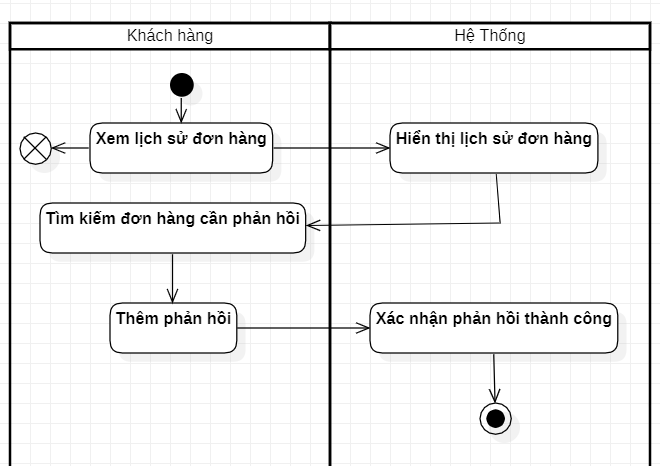 Khách hàng
Hệ Thống
Xem lịch sử đơn hàng
Hiển thị lịch sử đơn hàng
Tìm kiếm đơn hàng cần phản hồi
Thêm phản hồi
Xác nhận phản hồi thành công